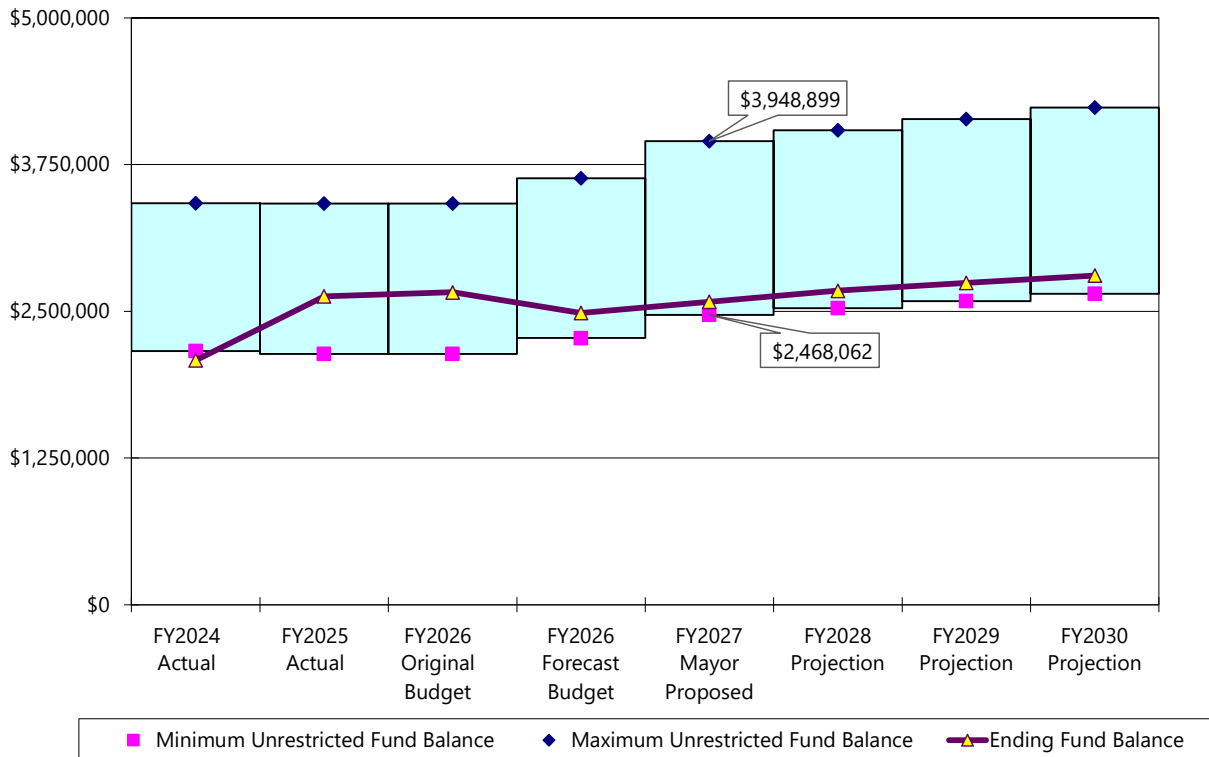 $5,000,000
$3,948,899
$3,750,000
$2,500,000
$2,468,062
$1,250,000
$0
FY2024
Actual
FY2025
Actual
FY2026
Original
Budget
FY2026
Forecast
Budget
FY2027
Mayor
Proposed
FY2028
Projection
FY2029
Projection
FY2030
Projection
Minimum Unrestricted Fund Balance
Maximum Unrestricted Fund Balance
Ending Fund Balance